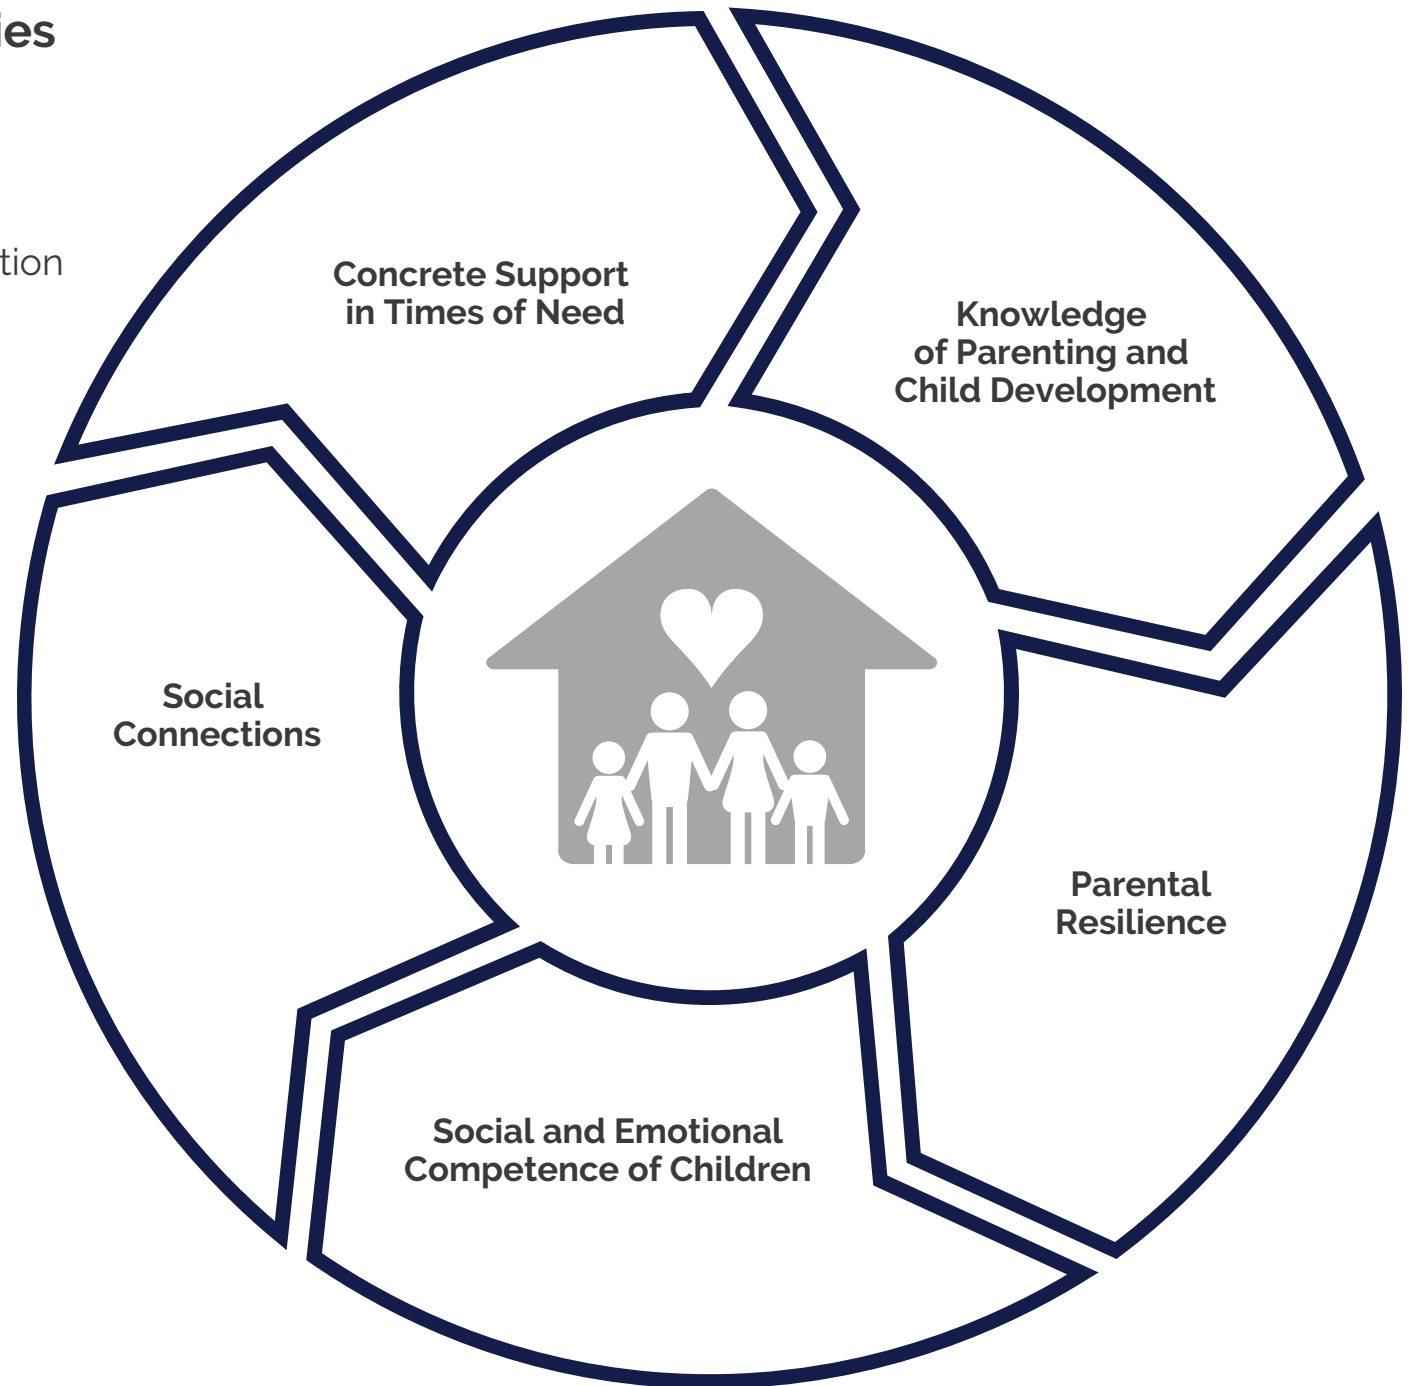 ies
tion
Concrete Support
in Times of Need
Knowledge
of Parenting and
Child Development
Social
Connections
Parental
Resilience
Social and Emotional
Competence of Children